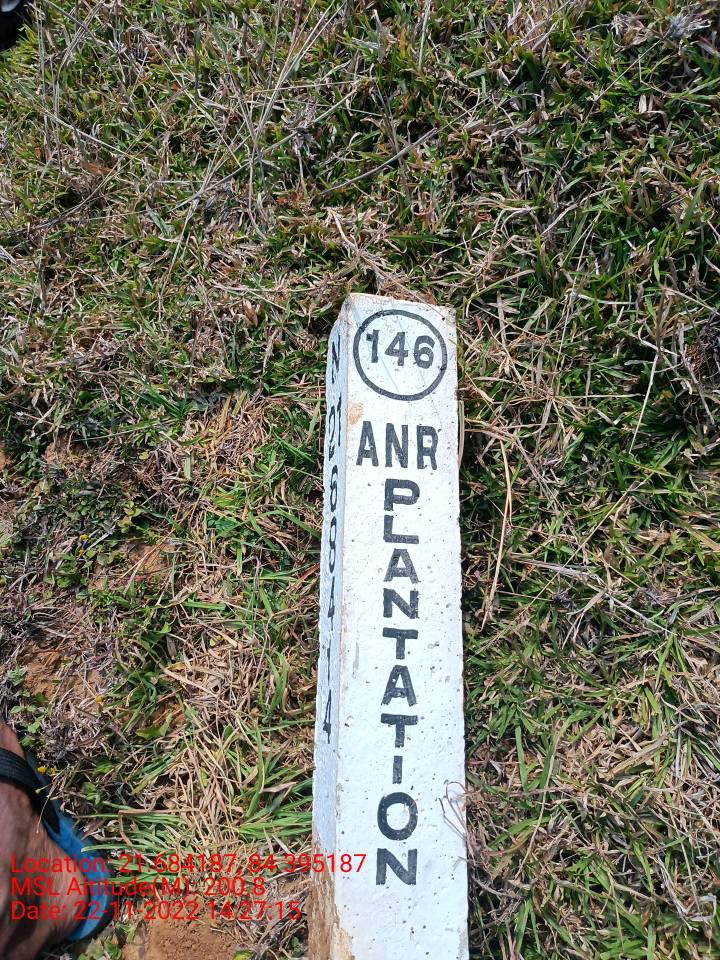 146
ANR
PLANTATION
Location: 21.684187, 84.395187
MSL Altitude(M): 200.8
Date: 22-11-2022 14:27:15